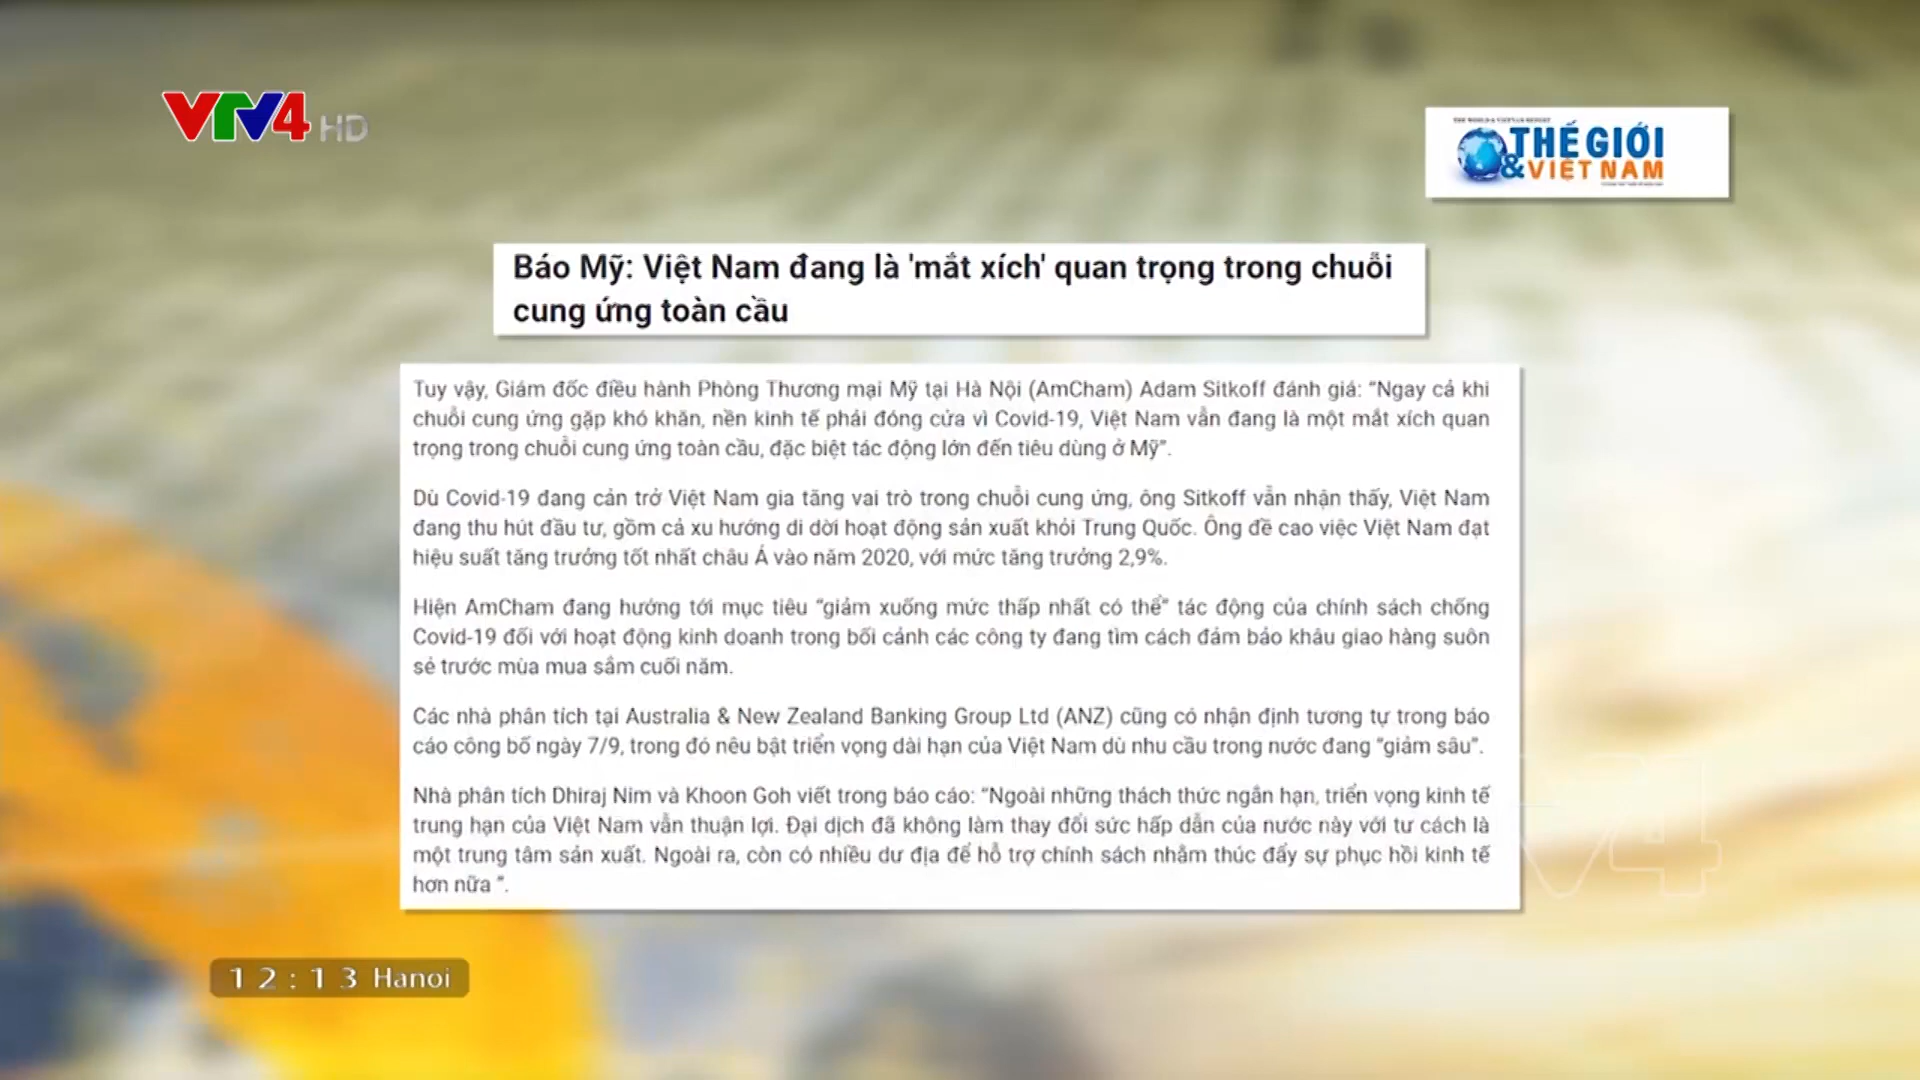 VTV4 HD
THE WORLD & VIETNAM REPORT
THẾ GIỚI
& VIỆT NAM
Báo Mỹ: Việt Nam đang là 'mắt xích' quan trọng trong chuỗi
cung ứng toàn cầu
Tuy vậy, Giám đốc điều hành Phòng Thương mại Mỹ tại Hà Nội (AmCham) Adam Sitkoff đánh giá: “Ngay cả khi
chuỗi cung ứng gặp khó khăn, nền kinh tế phải đóng cửa vì Covid-19, Việt Nam vẫn đang là một mắt xích quan
trọng trong chuỗi cung ứng toàn cầu, đặc biệt tác động lớn đến tiêu dùng ở Mỹ”.
Dù Covid-19 đang cản trở Việt Nam gia tăng vai trò trong chuỗi cung ứng, ông Sitkoff vẫn nhận thấy, Việt Nam
đang thu hút đầu tư, gồm cả xu hướng di dời hoạt động sản xuất khỏi Trung Quốc. Ông đề cao việc Việt Nam đạt
hiệu suất tăng trưởng tốt nhất châu Á vào năm 2020, với mức tăng trưởng 2,9%.
Hiện AmCham đang hướng tới mục tiêu “giảm xuống mức thấp nhất có thể” tác động của chính sách chống
Covid-19 đối với hoạt động kinh doanh trong bối cảnh các công ty đang tìm cách đảm bảo khâu giao hàng suôn
sẻ trước mùa mua sắm cuối năm.
Các nhà phân tích tại Australia & New Zealand Banking Group Ltd (ANZ) cũng có nhận định tương tự trong báo
cáo công bố ngày 7/9, trong đó nêu bật triển vọng dài hạn của Việt Nam dù nhu cầu trong nước đang “giảm sâu”.
Nhà phân tích Dhiraj Nim và Khoon Goh viết trong báo cáo: “Ngoài những thách thức ngắn hạn, triển vọng kinh tế
trung hạn của Việt Nam vẫn thuận lợi. Đại dịch đã không làm thay đổi sức hấp dẫn của nước này với tư cách là
một trung tâm sản xuất. Ngoài ra, còn có nhiều dư địa để hỗ trợ chính sách nhằm thúc đẩy sự phục hồi kinh tế
hơn nữa ”.
V4
12:13 Hanoi